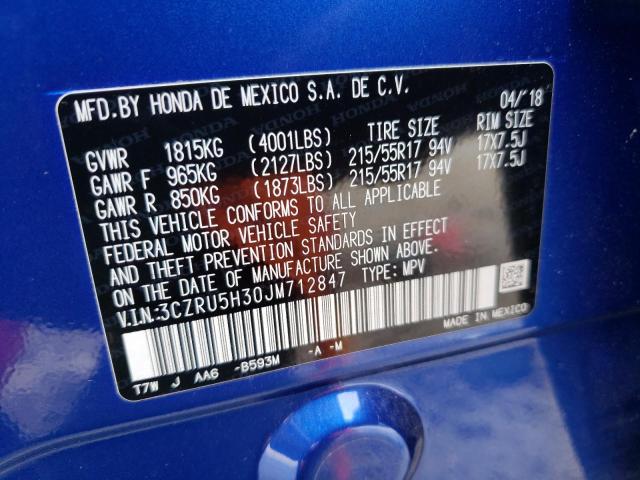 MFD.BY HONDA DE MEXICO S.A. DE C.V. 04/'18
GVWR 1815KG (4001LBS) TIRE SIZE RIM SIZE
GAWR F 965KG (2127LBS) 215/55R17 94V 17X7.5J
GAWR R 850KG (1873LBS) 215/55R17 94V 17X7.5J
THIS VEHICLE CONFORMS TO ALL APPLICABLE
FEDERAL MOTOR VEHICLE SAFETY
AND THEFT PREVENTION STANDARDS IN EFFECT
ON THE DATE OF MANUFACTURE SHOWN ABOVE.
V.IN:3CZRU5H30JM712847 TYPE: MPV
MADE IN MEXICO
T7W J AA6 -B593M -A -M